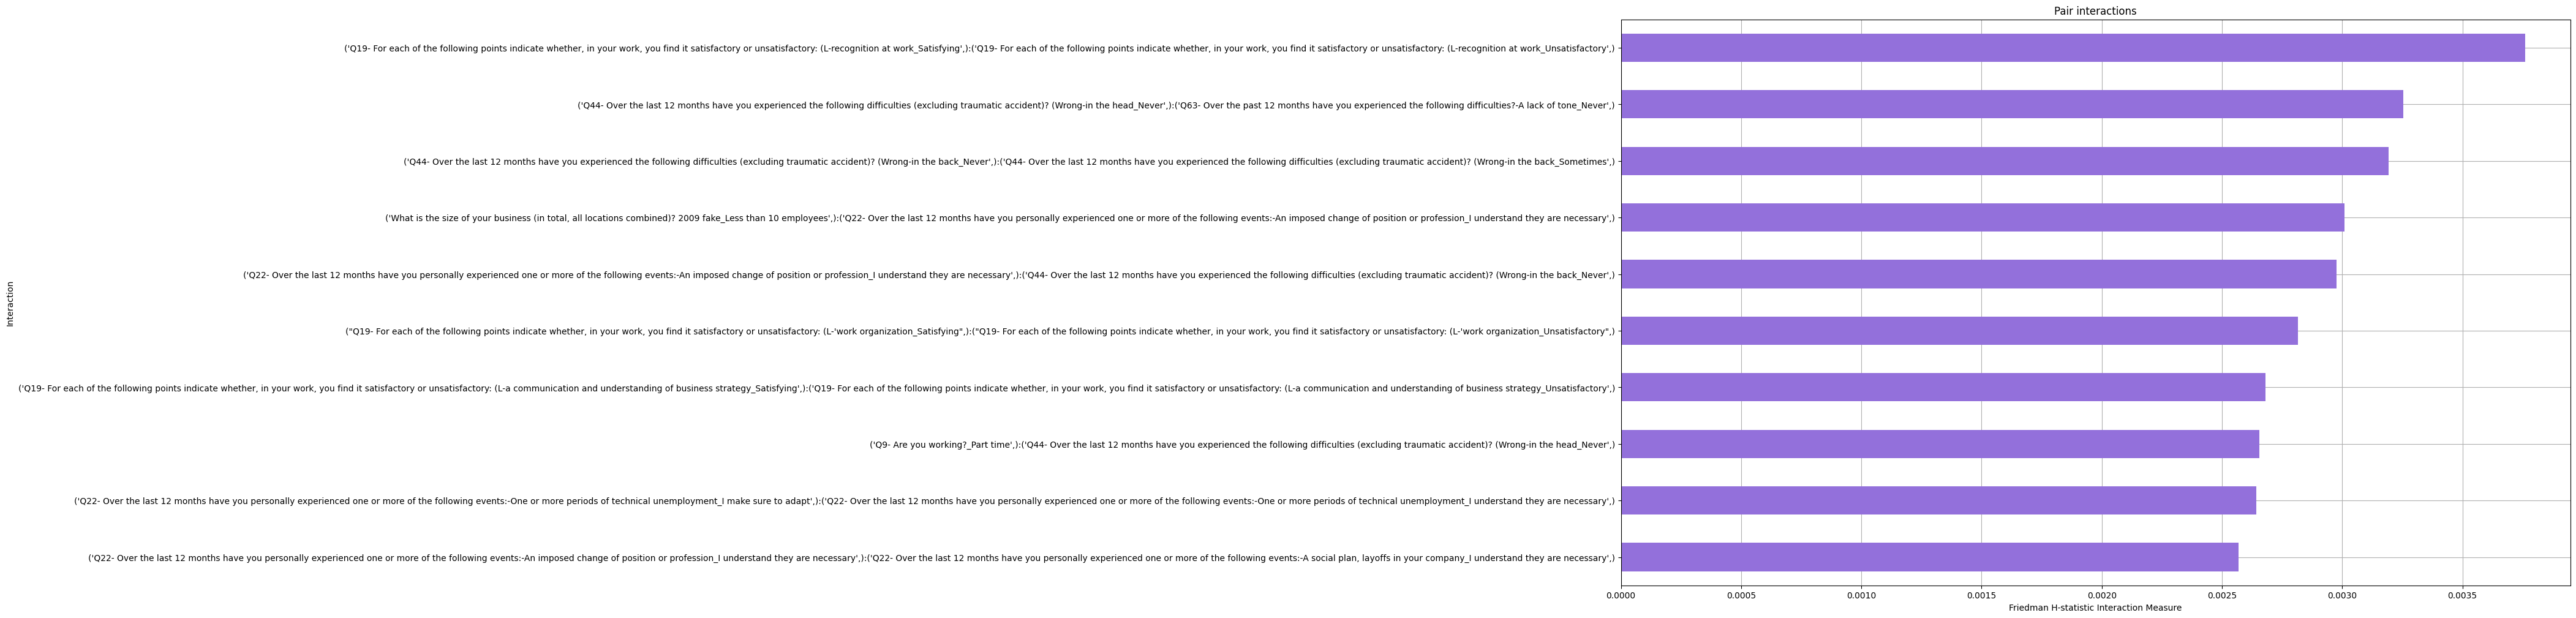 Pair interactions
('Q19- For each of the following points indicate whether, in your work, you find it satisfactory or unsatisfactory: (L-recognition at work_Satisfying',):('Q19- For each of the following points indicate whether, in your work, you find it satisfactory or unsatisfactory: (L-recognition at work_Unsatisfactory',)
('Q44- Over the last 12 months have you experienced the following difficulties (excluding traumatic accident)? (Wrong-in the head_Never',):('Q63- Over the past 12 months have you experienced the following difficulties?-A lack of tone_Never',)
('Q44- Over the last 12 months have you experienced the following difficulties (excluding traumatic accident)? (Wrong-in the back_Never',):('Q44- Over the last 12 months have you experienced the following difficulties (excluding traumatic accident)? (Wrong-in the back_Sometimes',)
('What is the size of your business (in total, all locations combined)? 2009 fake_Less than 10 employees',):('Q22- Over the last 12 months have you personally experienced one or more of the following events:-An imposed change of position or profession_I understand they are necessary',)
('Q22- Over the last 12 months have you personally experienced one or more of the following events:-An imposed change of position or profession_I understand they are necessary',):('Q44- Over the last 12 months have you experienced the following difficulties (excluding traumatic accident)? (Wrong-in the back_Never',)
("Q19- For each of the following points indicate whether, in your work, you find it satisfactory or unsatisfactory: (L-'work organization_Satisfying",):("Q19- For each of the following points indicate whether, in your work, you find it satisfactory or unsatisfactory: (L-'work organization_Unsatisfactory",)
('Q19- For each of the following points indicate whether, in your work, you find it satisfactory or unsatisfactory: (L-a communication and understanding of business strategy_Satisfying',):('Q19- For each of the following points indicate whether, in your work, you find it satisfactory or unsatisfactory: (L-a communication and understanding of business strategy_Unsatisfactory',)
('Q9- Are you working?_Part time',):('Q44- Over the last 12 months have you experienced the following difficulties (excluding traumatic accident)? (Wrong-in the head_Never',)
('Q22- Over the last 12 months have you personally experienced one or more of the following events:-One or more periods of technical unemployment_I make sure to adapt',):('Q22- Over the last 12 months have you personally experienced one or more of the following events:-One or more periods of technical unemployment_I understand they are necessary',)
('Q22- Over the last 12 months have you personally experienced one or more of the following events:-An imposed change of position or profession_I understand they are necessary',):('Q22- Over the last 12 months have you personally experienced one or more of the following events:-A social plan, layoffs in your company_I understand they are necessary',)
Interaction
0.0000 0.0005 0.0010 0.0015 0.0020 0.0025 0.0030 0.0035
Friedman H-statistic Interaction Measure